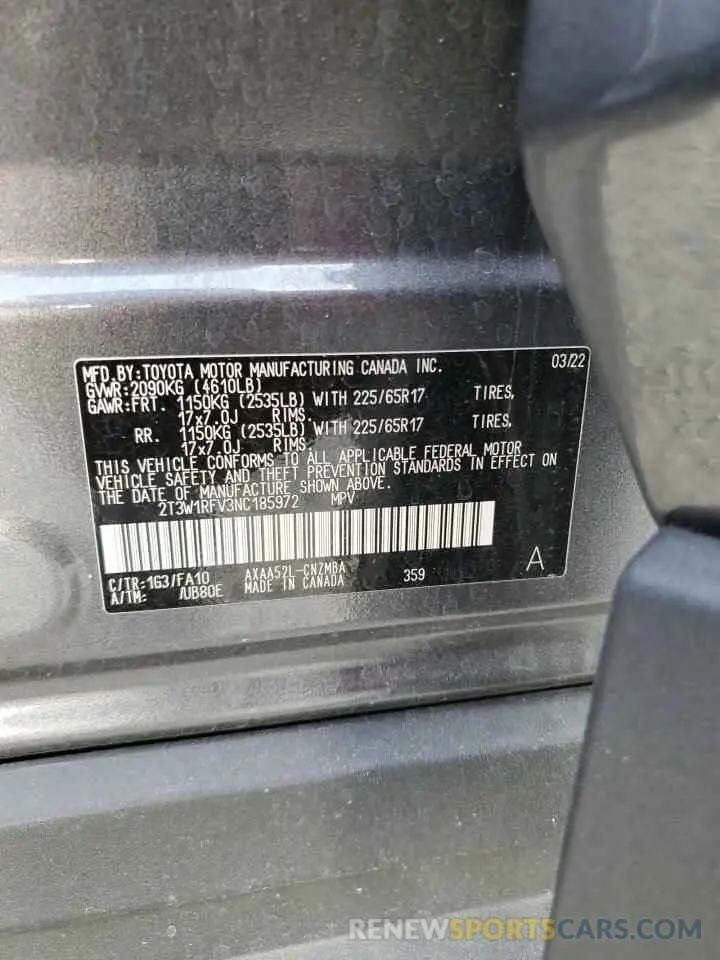 MFD.BY:TOYOTA MOTOR MANUFACTURING CANADA INC. 03/22
GVWR:2090KG (4610LB)
GAWR:FRT. 1150KG (2535LB) WITH 225/65R17 TIRES,
17x7.0J RIMS
RR. 1150KG (2535LB) WITH 225/65R17 TIRES,
17x7.0J RIMS
THIS VEHICLE CONFORMS TO ALL APPLICABLE FEDERAL MOTOR
VEHICLE SAFETY AND THEFT PREVENTION STANDARDS IN EFFECT ON
THE DATE OF MANUFACTURE SHOWN ABOVE.
2T3W1RFV3NC185972 MPV
C/TR:1G3/FA10 AXAA52L-CNZMBA 359 A
A/TM: /UB80E MADE IN CANADA
RENEWSPORTSCARS.COM